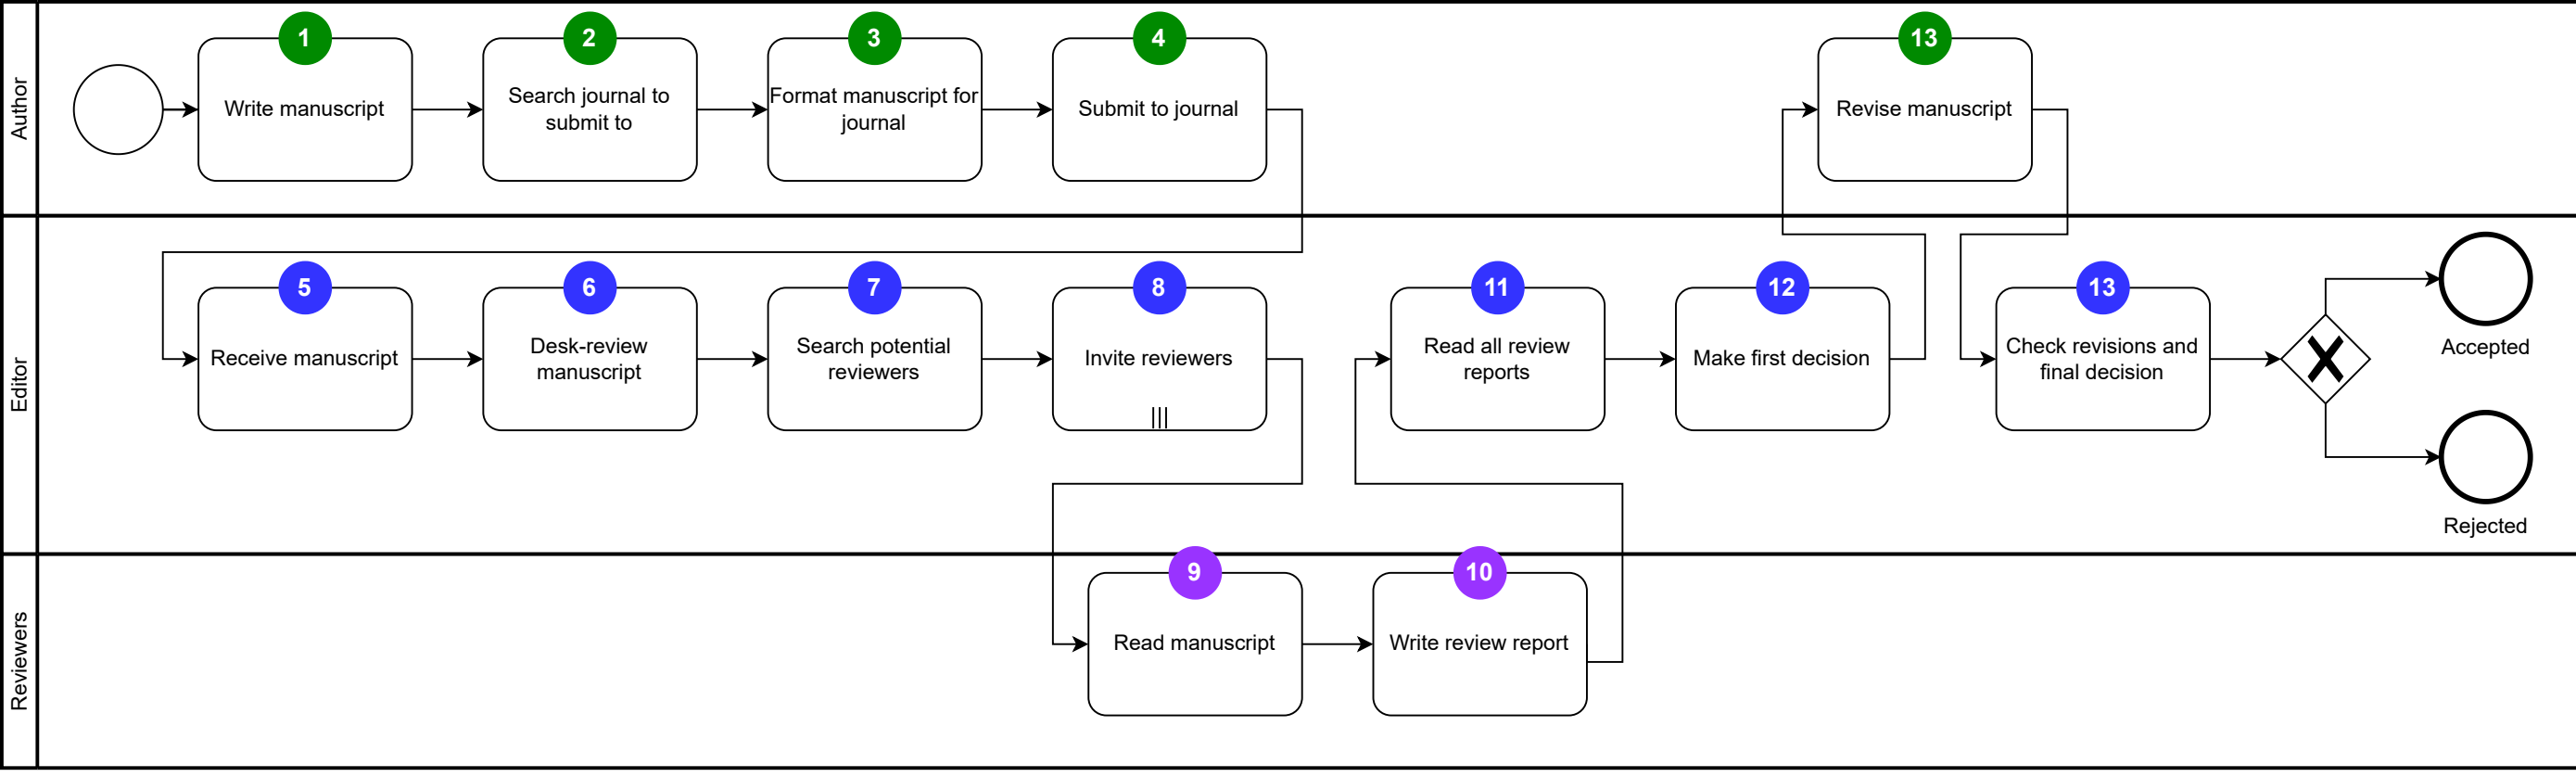 Author
1
Write manuscript
2
Search journal to
submit to
3
Format manuscript for
journal
4
Submit to journal
13
Revise manuscript
Editor
5
Receive manuscript
6
Desk-review
manuscript
7
Search potential
reviewers
8
Invite reviewers
11
Read all review
reports
12
Make first decision
13
Check revisions and
final decision
Accepted
Rejected
Reviewers
9
Read manuscript
10
Write review report